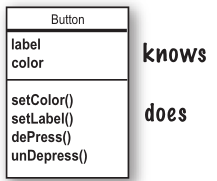 Button
label
color
knows
setColor()
setLabel()
dePress()
unDepress()
does